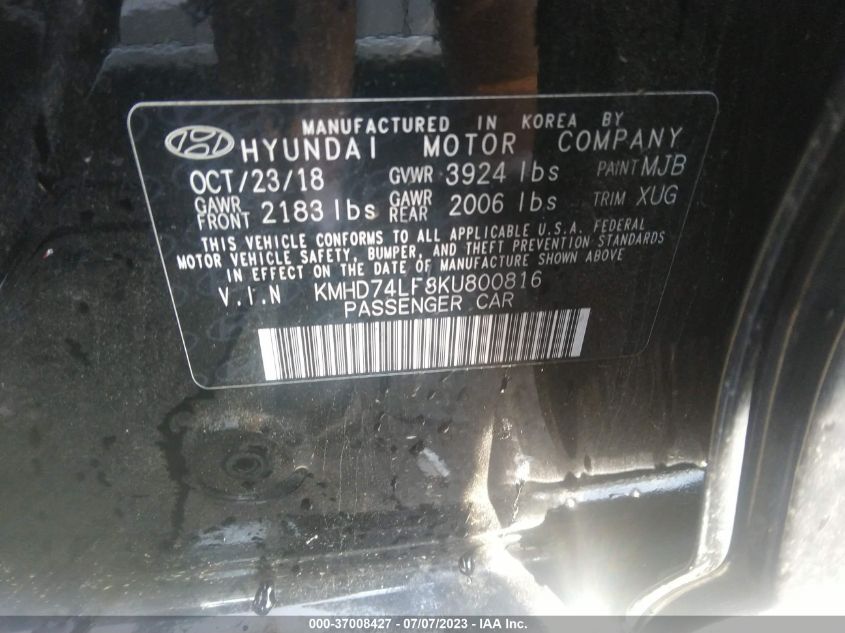 MANUFACTURED IN KOREA BY
HYUNDAI MOTOR COMPANY
OCT/23/18 GVWR 3924 lbs PAINT MJB
GAWR FRONT 2183 lbs GAWR REAR 2006 lbs TRIM XUG
THIS VEHICLE CONFORMS TO ALL APPLICABLE U.S.A. FEDERAL
MOTOR VEHICLE SAFETY, BUMPER, AND THEFT PREVENTION STANDARDS
IN EFFECT ON THE DATE OF MANUFACTURE SHOWN ABOVE
V.I.N KMHD74LF8KU800816
PASSENGER CAR
000-37008427 - 07/07/2023 - IAA Inc.